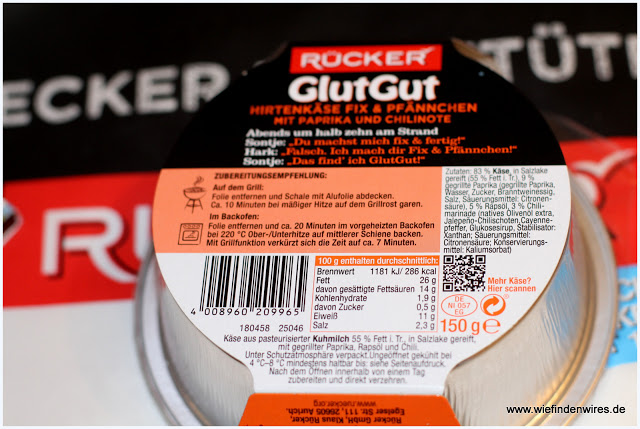 ECKER
TÜTE
RÜCKER
GlutGut
HIRTENKÄSE FIX & PFÄNNCHEN
MIT PAPRIKA UND CHILINOTE
Abends um halb zehn am Strand
Sontje: „Du machst mich fix & fertig!“
Hark: „Falsch. Ich mach dir Fix & Pfännchen!“
Sontje: „Das find' ich GlutGut!“
ZUBEREITUNGSEMPFEHLUNG:
Auf dem Grill:
Folie entfernen und Schale mit Alufolie abdecken.
Ca. 10 Minuten bei mäßiger Hitze auf dem Grillrost garen.
Im Backofen:
Folie entfernen und ca. 20 Minuten im vorgeheizten Backofen
bei 220 °C Ober-/Unterhitze auf mittlerer Schiene backen.
Mit Grillfunktion verkürzt sich die Zeit auf ca. 7 Minuten.
Zutaten: 83 % Käse, in Salzlake
gereift (55 % Fett i. Tr.), 9 %
gegrillte Paprika (gegrillte Paprika,
Wasser, Zucker, Branntweinessig,
Salz, Säuerungsmittel: Citronen-
säure), 5 % Rapsöl, 3 % Chili-
marinade (natives Olivenöl extra,
Jalepeno-Chilischoten, Cayenne-
pfeffer, Glukosesirup, Stabilisator:
Xanthan; Säuerungsmittel:
Citronensäure; Konservierungs-
mittel: Kaliumsorbat)
100 g enthalten durchschnittlich:
Brennwert 1181 kJ/ 286 kcal
Fett 26 g
davon gesättigte Fettsäuren 14 g
Kohlenhydrate 1,9 g
davon Zucker 0,5 g
Eiweiß 11 g
Salz 2,3 g
4 008960 209965
180458 25046
Mehr Käse?
Hier scannen
DE
NI 057
EG
150 g e
Käse aus pasteurisierter Kuhmilch 55 % Fett i. Tr., in Salzlake gereift,
mit gegrillter Paprika, Rapsöl und Chili.
Unter Schutzatmosphäre verpackt. Ungeöffnet gekühlt bei
4 °C–8 °C mindestens haltbar bis: siehe Seitenaufdruck.
Nach dem Öffnen innerhalb von einem Tag
zubereiten und direkt verzehren.
Rücker GmbH, Klaus Rücker,
Egelser Str. 111, 26605 Aurich.
www.ruecker.org
www.wiefindenwires.de